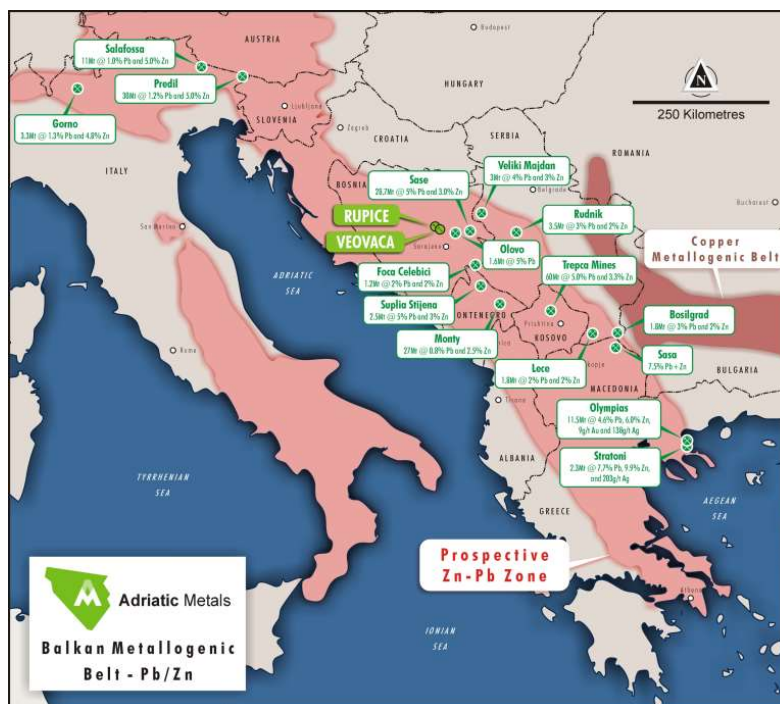 Budapest
AUSTRIA
Salafossa
11Mt @ 1.0% Pb and 5.0% Zn
Predil
30Mt @ 1.2% Pb and 5.0% Zn
HUNGARY
N
250 Kilometres
Gorno
3.3Mt @ 1.3% Pb and 4.8% Zn
Ljubljana
SLOVENIA
Zagreb
CROATIA
SERBIA
ROMANIA
ITALY
Veliki Majdan
3Mt @ 4% Pb and 3% Zn
BOSNIA
Sase
20.7Mt @ 5% Pb and 3.0% Zn
Belgrade
Bucharest
RUPICE
VEOVACA
San Marino
Rudnik
3.5Mt @ 3% Pb and 2% Zn
Sarajevo
Olovo
1.6Mt @ 5% Pb
Copper
Metallogenic Belt
ADRIATIC
SEA
Foca Celebici
1.2Mt @ 2% Pb and 2% Zn
Trepca Mines
60Mt @ 5.0% Pb and 3.3% Zn
Suplia Stijena
2.5Mt @ 5% Pb and 3% Zn
ONTENEGRO
Prishtina
Bosilgrad
1.8Mt @ 3% Pb and 2% Zn
Monty
27Mt @ 0.8% Pb and 2.5% Zn
KOSOVO
Roma
Lece
1.8Mt @ 2% Pb and 2% Zn
kopje
Sasa
7.5% Pb + Zn
BULGARIA
MACEDONIA
Tirana
Olympias
11.5Mt @ 4.6% Pb, 6.0% Zn,
9g/t Au and 138g/t Ag
Stratoni
2.3Mt @ 7.7% Pb, 9.9% Zn,
and 203g/t Ag
ALBANIA
TYRRHENIAN
SEA
GREECE
AEGEAN
SEA
Prospective
Zn-Pb Zone
Adriatic Metals
Balkan Metallogenic
Belt - Pb/Zn
IONIAN
SEA